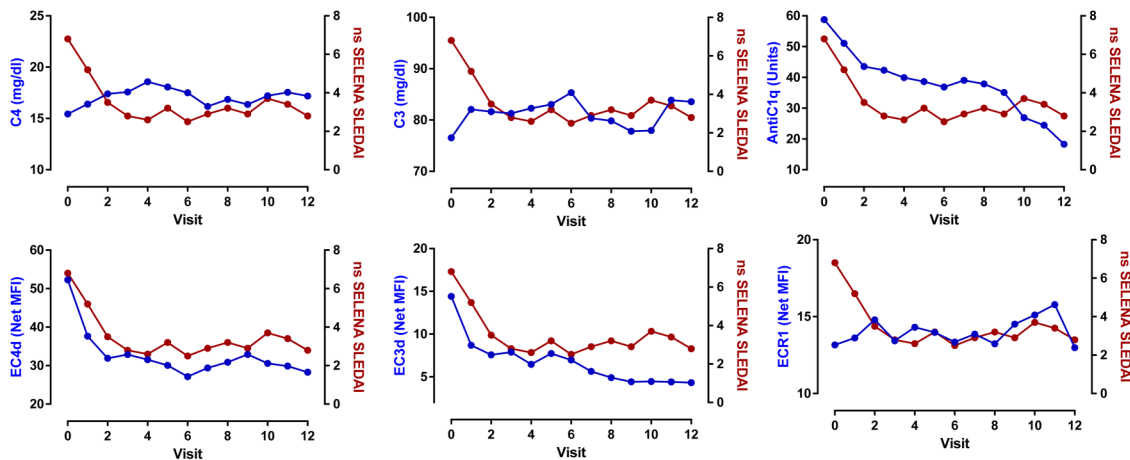 C4 (mg/dl)
25
20
15
10
8
6
4
2
0
ns SELENA SLEDAI
0 2 4 6 8 10 12
Visit
C3 (mg/dl)
100
90
80
70
8
6
4
2
0
ns SELENA SLEDAI
0 2 4 6 8 10 12
Visit
AntiC1q (Units)
60
50
40
30
20
10
8
6
4
2
0
ns SELENA SLEDAI
0 2 4 6 8 10 12
Visit
EC4d (Net MFI)
60
50
40
30
20
8
6
4
2
0
ns SELENA SLEDAI
0 2 4 6 8 10 12
Visit
EC3d (Net MFI)
20
15
10
5
8
6
4
2
0
ns SELENA SLEDAI
0 2 4 6 8 10 12
Visit
ECR1 (Net MFI)
20
15
10
8
6
4
2
0
ns SELENA SLEDAI
0 2 4 6 8 10 12
Visit